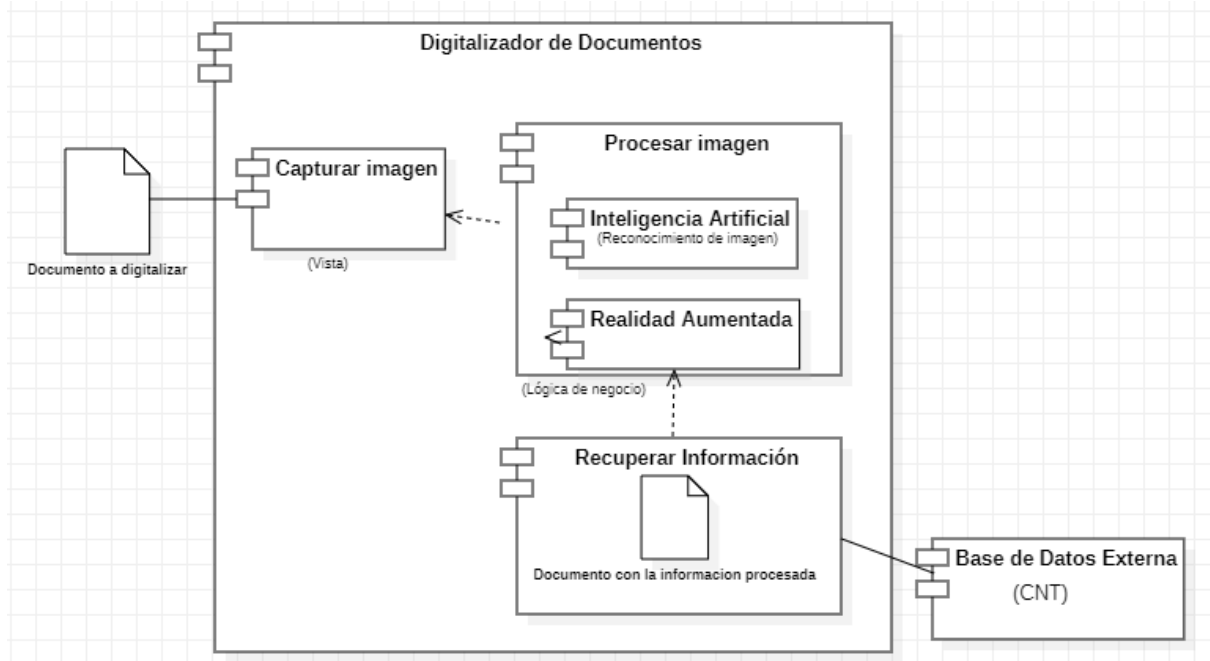 Digitalizador de Documentos
Procesar imagen
Capturar imagen
Inteligencia Artificial
(Reconocimiento de imagen)
Documento a digitalizar
(Vista)
Realidad Aumentada
(Lógica de negocio)
Recuperar Información
Documento con la informacion procesada
Base de Datos Externa
(CNT)